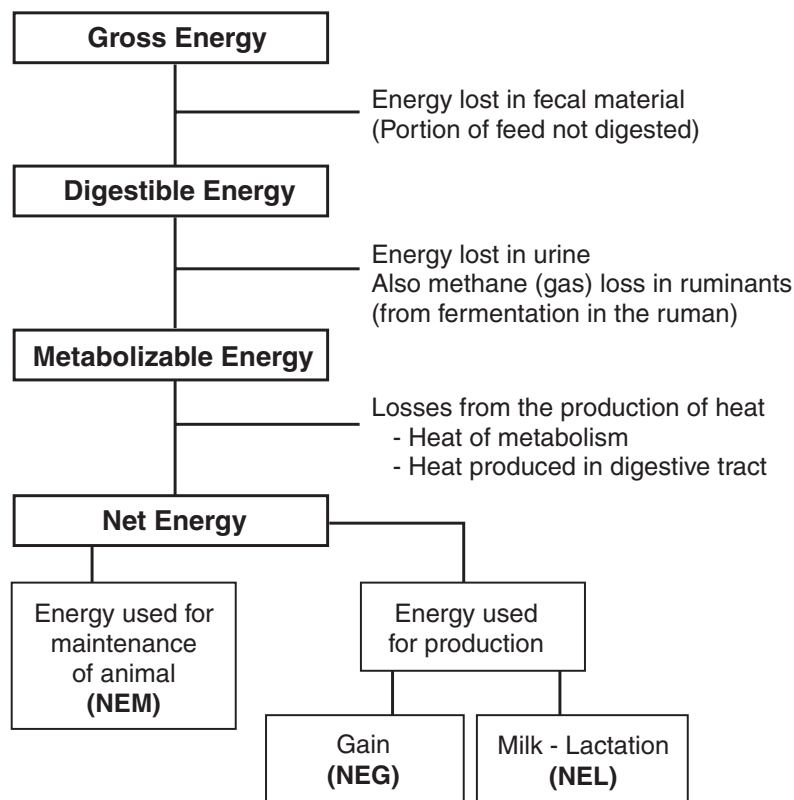 Gross Energy
Energy lost in fecal material
(Portion of feed not digested)
Digestible Energy
Energy lost in urine
Also methane (gas) loss in ruminants
(from fermentation in the ruman)
Metabolizable Energy
Losses from the production of heat
- Heat of metabolism
- Heat produced in digestive tract
Net Energy
Energy used for
maintenance
of animal
(NEM)
Energy used
for production
Gain
(NEG)
Milk - Lactation
(NEL)